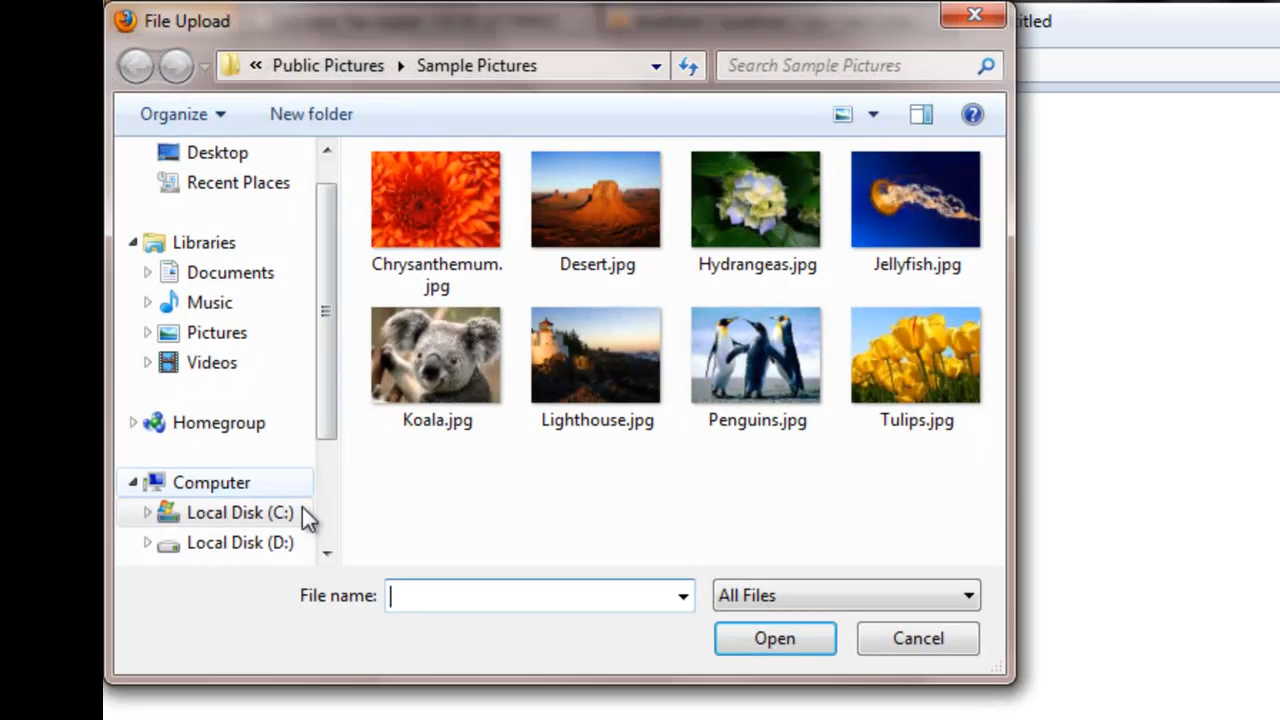 File Upload
itled
« Public Pictures Sample Pictures
Search Sample Pictures
Organize
New folder
Desktop
Recent Places
Libraries
Documents
Music
Pictures
Videos
Homegroup
Computer
Local Disk (C:)
Local Disk (D:)
Chrysanthemum.
jpg
Desert.jpg
Hydrangeas.jpg
Jellyfish.jpg
Koala.jpg
Lighthouse.jpg
Penguins.jpg
Tulips.jpg
File name:
All Files
Open
Cancel